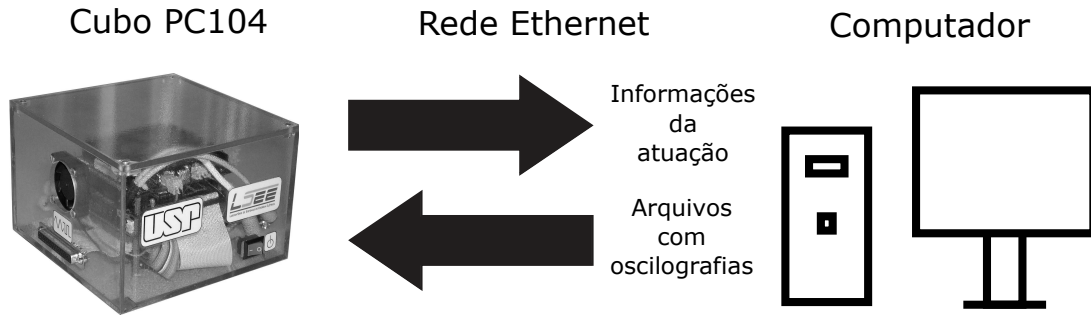 Cubo PC104
Rede Ethernet
Computador
Informações
da
atuação
Arquivos
com
oscilografias
USP
LSEE